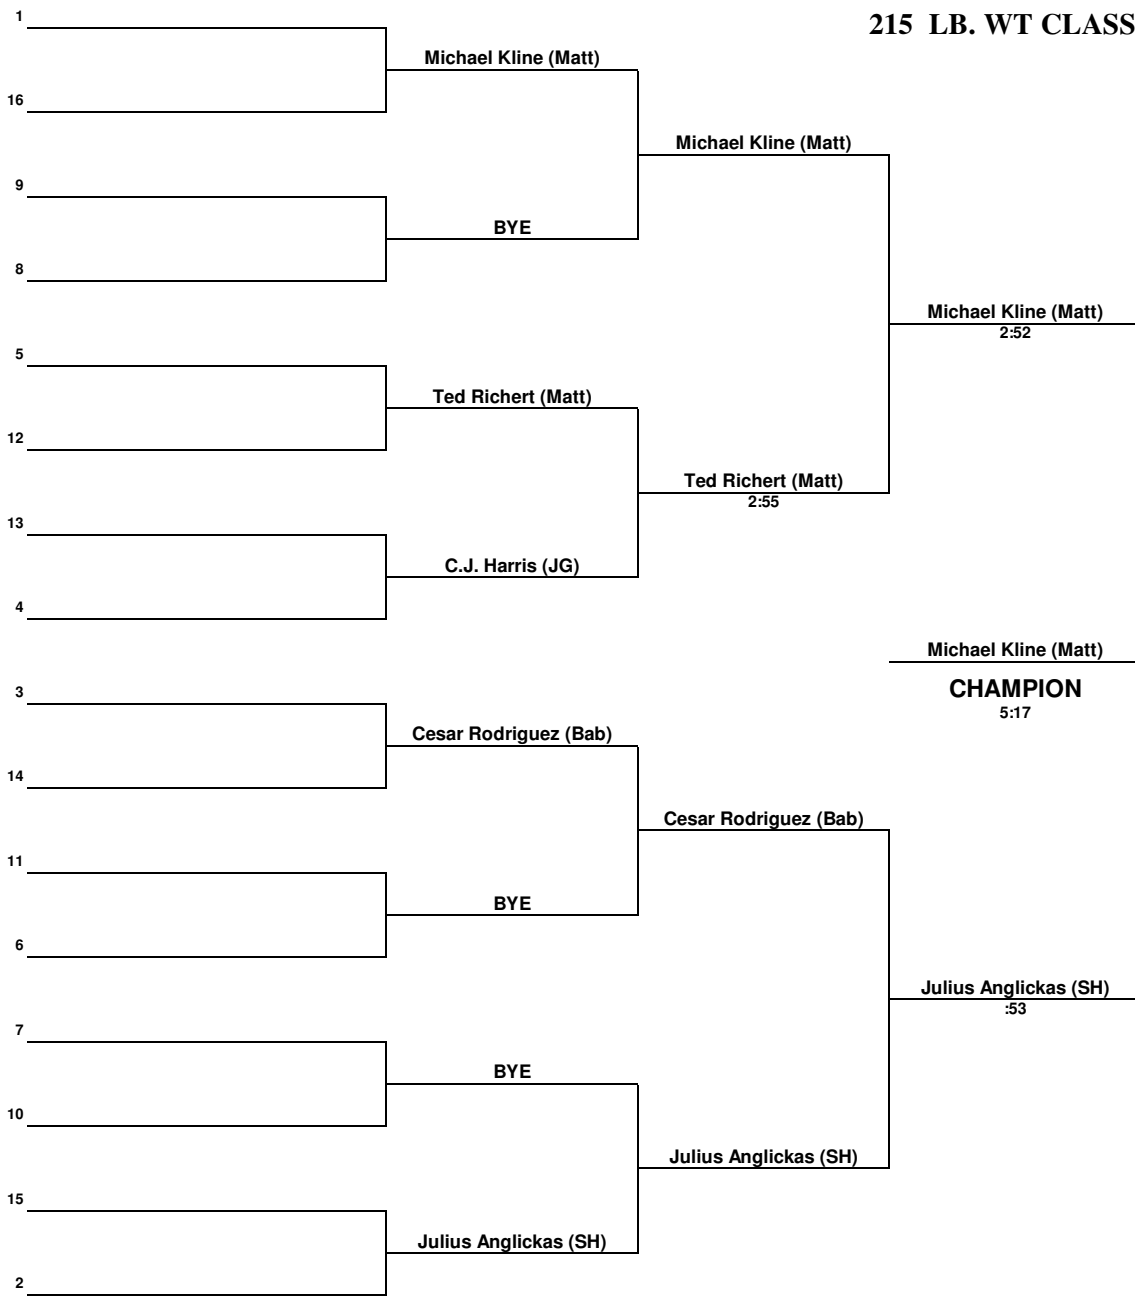 215 LB. WT CLASS
1
Michael Kline (Matt)
16
Michael Kline (Matt)
9
BYE
8
Michael Kline (Matt)
2:52
5
Ted Richert (Matt)
12
Ted Richert (Matt)
2:55
13
C.J. Harris (JG)
4
Michael Kline (Matt)
CHAMPION
5:17
3
Cesar Rodriguez (Bab)
14
Cesar Rodriguez (Bab)
11
BYE
6
Julius Anglickas (SH)
:53
7
BYE
10
Julius Anglickas (SH)
15
Julius Anglickas (SH)
2